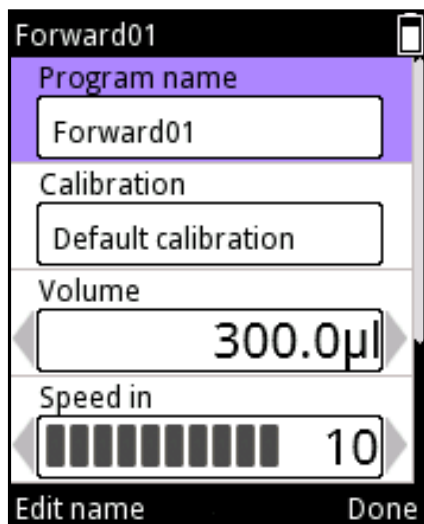 Forward01
Program name
Forward01
Calibration
Default calibration
Volume
300.0µl
Speed in
10
Edit name Done